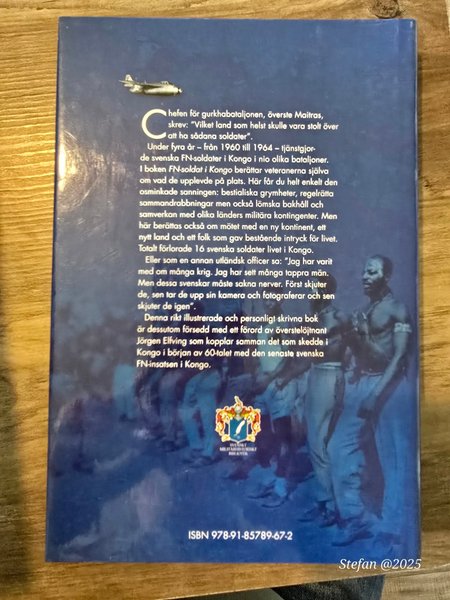 Chefen för gurkhabataljonen, överste Maitras,
skrev: "Vilket land som helst skulle vara stolt över
att ha sådana soldater".
Under fyra år – från 1960 till 1964 – tjänstgjor-
de svenska FN-soldater i Kongo i nio olika bataljoner.
I boken FN-soldat i Kongo berättar veteranerna själva
om vad de upplevde på plats. Här får du helt enkelt den
osminkade sanningen: bestialiska grymheter, regelrätta
sammandrabbningar men också lömska bakhåll och
samverkan med olika länders militära kontingenter. Men
här berättas också om mötet med en ny kontinent, ett
nytt land och ett folk som gav bestående intryck för livet.
Totalt förlorade 16 svenska soldater livet i Kongo.
Eller som en annan utländsk officer sa: "Jag har varit
med om många krig. Jag har sett många tappra män.
Men dessa svenskar måste sakna nerver. Först skjuter
de, sen tar de upp sin kamera och fotograferar och sen
skjuter de igen".
Denna rikt illustrerade och personligt skrivna bok
är dessutom försedd med ett förord av överstelöjtnant
Jörgen Elfving som kopplar samman det som skedde i
Kongo i början av 60-talet med den senaste svenska
FN-insatsen i Kongo.
SVENSKT
MILITÄRHISTORISKT
BIBLIOTEK
ISBN 978-91-85789-67-2
Stefan @2025